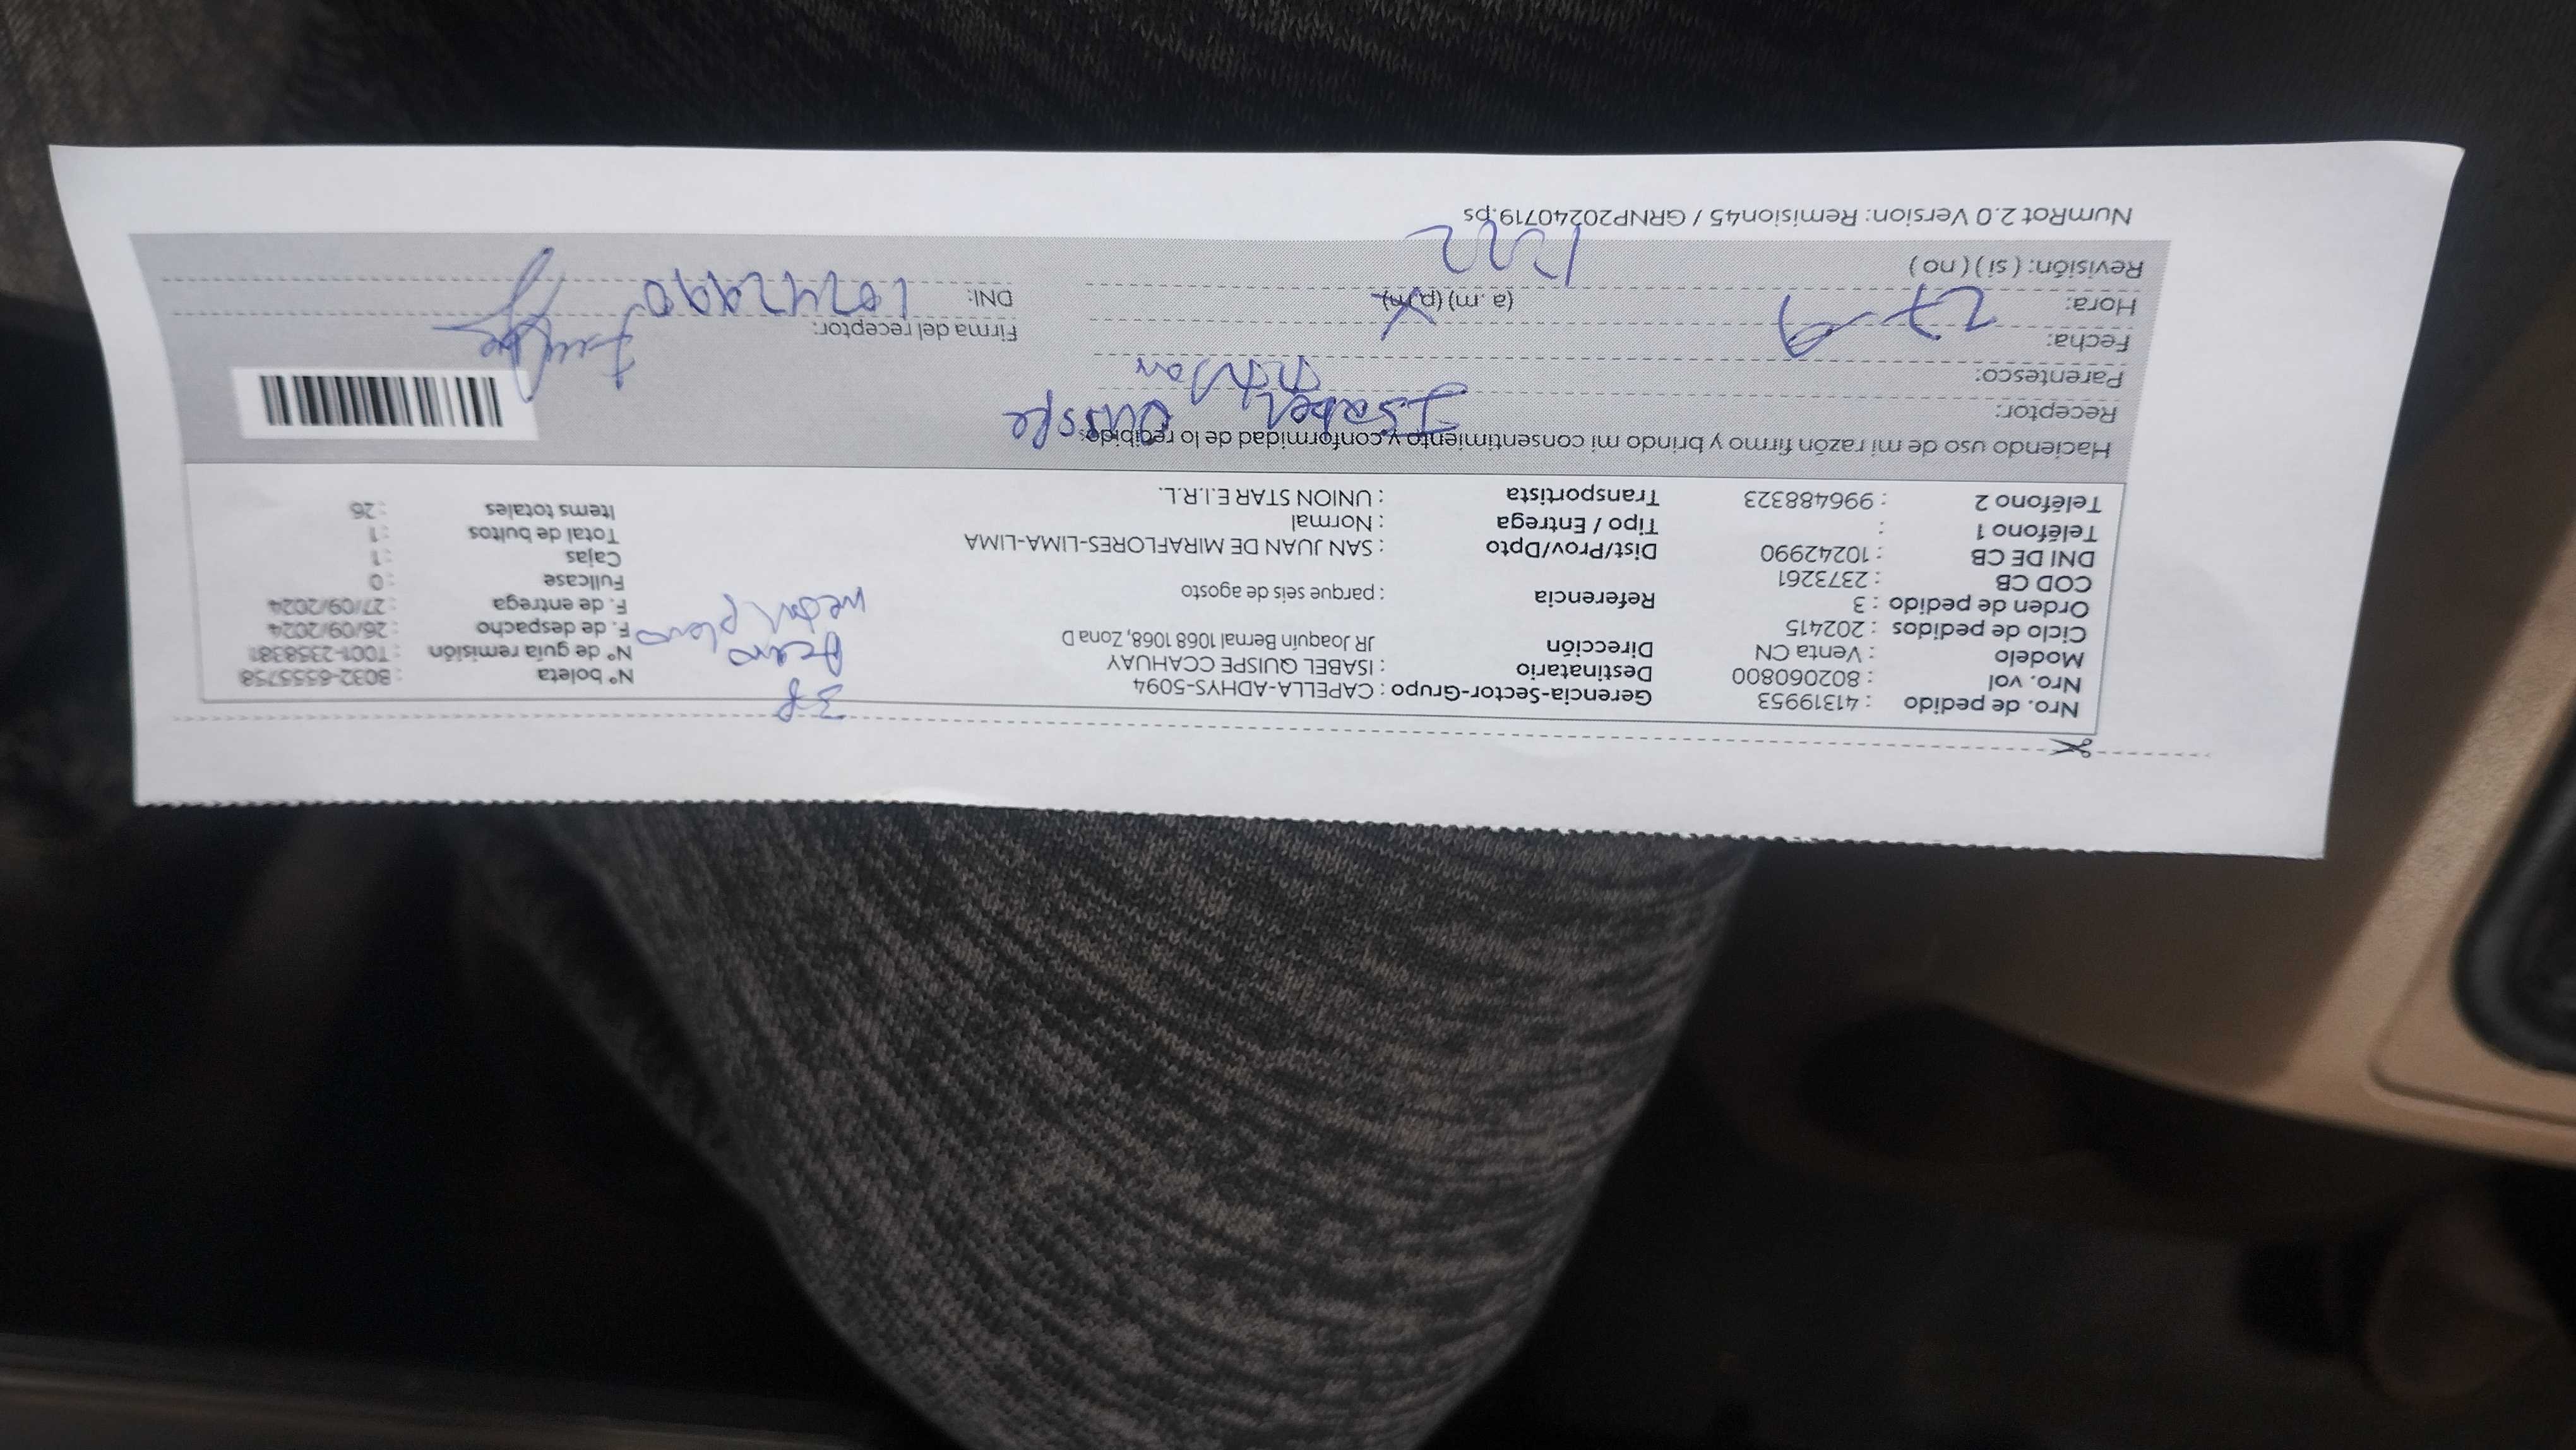 Nro. de pedido : 41319953 Gerencia-Sector-Grupo : CAPELLA-ADHYS-5094 N° boleta : B032-6555758
Nro. vol : 802060800 Destinatario : ISABEL QUISPE CCAHUAY N° de guía remisión : T001-2358381
Modelo : Venta CN Dirección JR Joaquin Bernal 1068 1068, Zona D F. de despacho : 26/09/2024
Ciclo de pedidos : 202415 F. de entrega : 27/09/2024
Orden de pedido : 3 Referencia : parque seis de agosto Fullcase : 0
COD CB : 2373261 Cajas : 1
DNI DE CB : 10242990 Dist/Prov/Dpto : SAN JUAN DE MIRAFLORES-LIMA-LIMA Total de bultos : 1
Teléfono 1 : Tipo / Entrega : Normal Items totales : 26
Teléfono 2 : 996488323 Transportista : UNION STAR E.I.R.L.
3P
Haciendo uso de mi razón firmo y brindo mi consentimiento y conformidad de lo recibido:
Receptor: Isabel Quispe
Parentesco: Titular
Fecha: 27-9 Firma del receptor:
Hora: (a.m) (p.m) DNI: 10242990
Revisión: ( si ) ( no )
NumRot 2.0 Version: Remision45 / GRNP20240719.ps